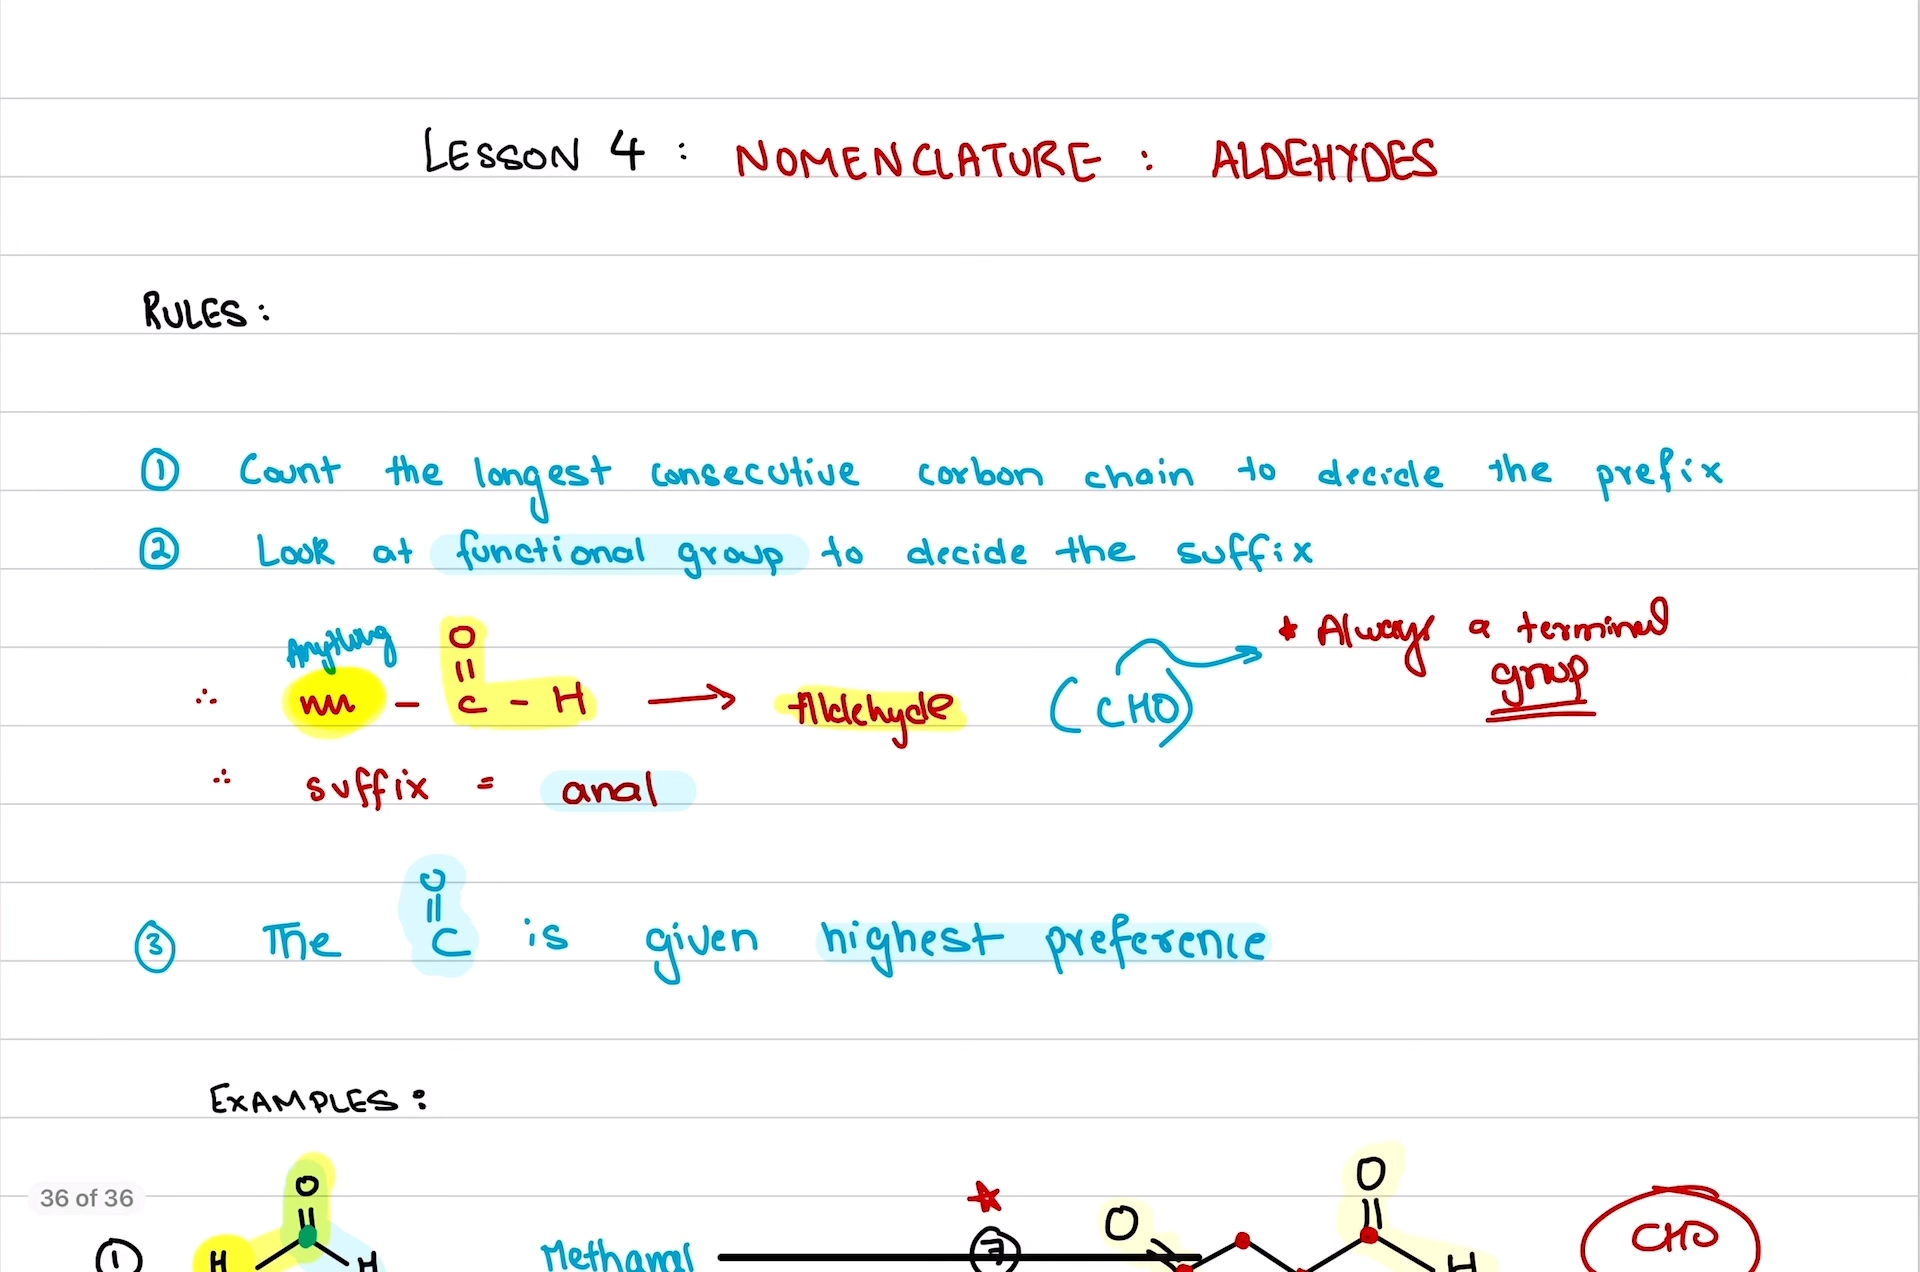 LESSON 4 : NOMENCLATURE : ALDEHYDES
RULES :
① Count the longest consecutive carbon chain to decide the prefix
② Look at functional group to decide the suffix
Anything
O
∴ – C – H → Aldehyde (CHO) * Always a terminal
group
∴ suffix = anal
O
③ The C is given highest preference
EXAMPLES :
36 of 36
① O H H Methanal
⑦ O O H CHO